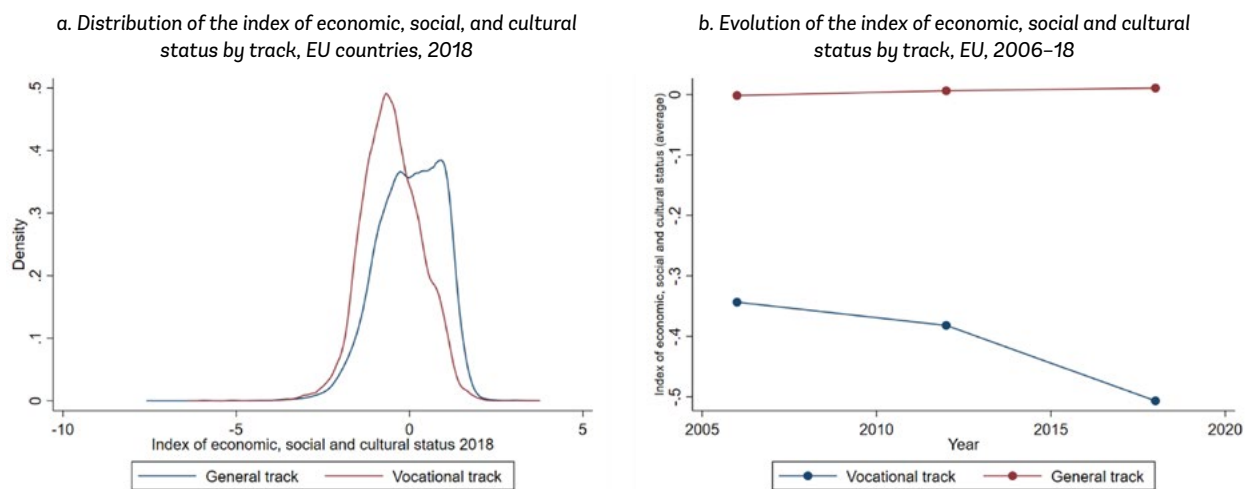 a. Distribution of the index of economic, social, and cultural
status by track, EU countries, 2018
.5
.4
.3
.2
.1
0
Density
-10
-5
0
5
Index of economic, social and cultural status 2018
General track
Vocational track
b. Evolution of the index of economic, social and cultural
status by track, EU, 2006–18
0
-.1
-.2
-.3
-.4
-.5
Index of economic, social and cultural status (average)
2005
2010
2015
2020
Year
Vocational track
General track